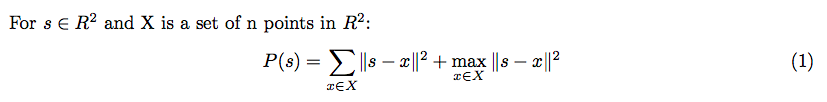 For s ∈ R² and X is a set of n points in R²:
P(s) = ∑_{x∈X} ‖s − x‖² + max_{x∈X} ‖s − x‖² (1)